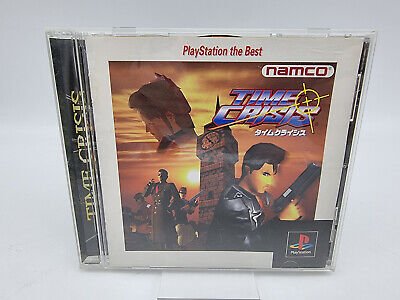 PlayStation the Best
namco
TIME
CRISIS
タイムクライシス
TIME CRISIS
PlayStation